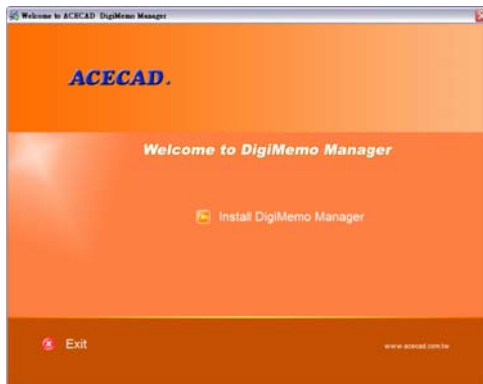 Welcome to ACECAD DigiMemo Manager
ACECAD.
Welcome to DigiMemo Manager
Install DigiMemo Manager
Exit
www.acecad.com.tw